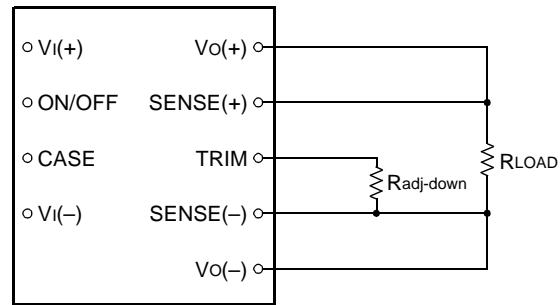 VI(+) VO(+)
ON/OFF SENSE(+)
CASE TRIM RLOAD
Radj-down
VI(–) SENSE(–)
VO(–)